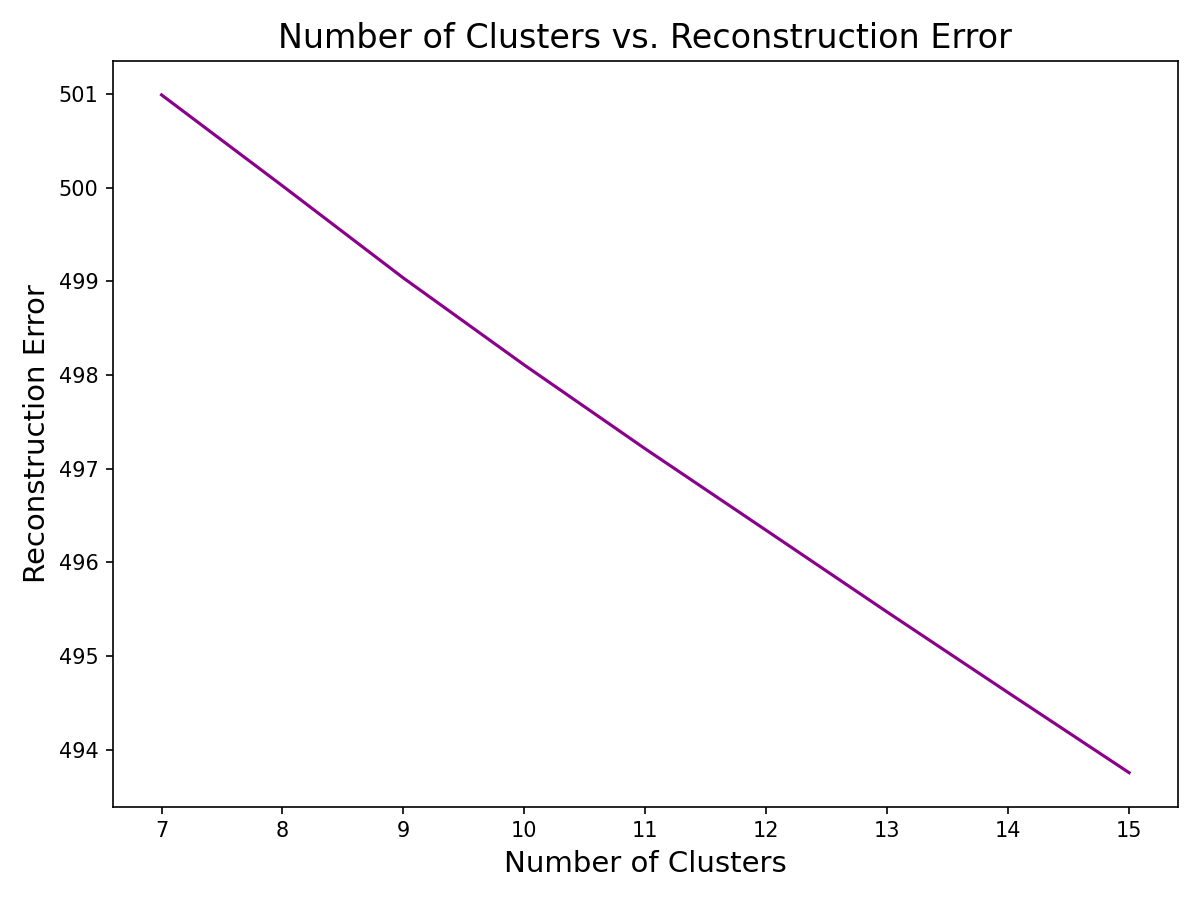 Number of Clusters vs. Reconstruction Error
Reconstruction Error
501
500
499
498
497
496
495
494
7 8 9 10 11 12 13 14 15
Number of Clusters